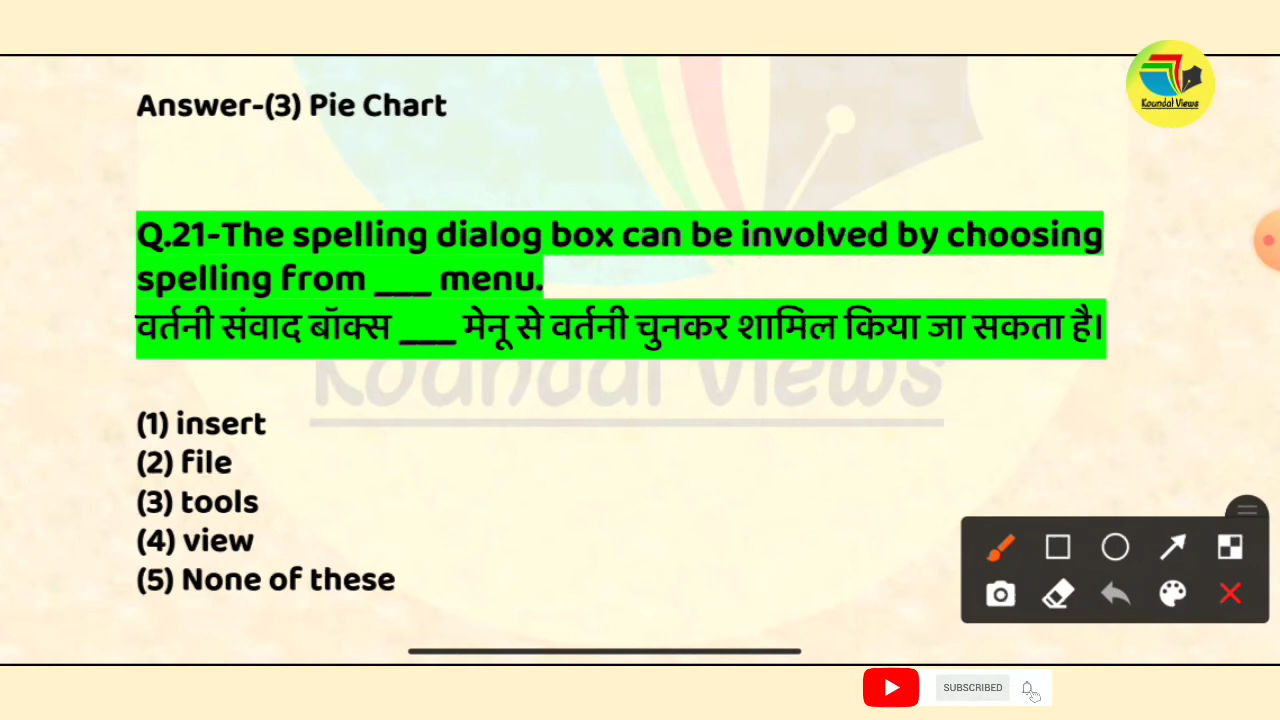 Koundal Views
Answer-(3) Pie Chart
Q.21-The spelling dialog box can be involved by choosing
spelling from ___ menu.
वर्तनी संवाद बॉक्स ___ मेनू से वर्तनी चुनकर शामिल किया जा सकता है।
Koundal Views
(1) insert
(2) file
(3) tools
(4) view
(5) None of these
SUBSCRIBED